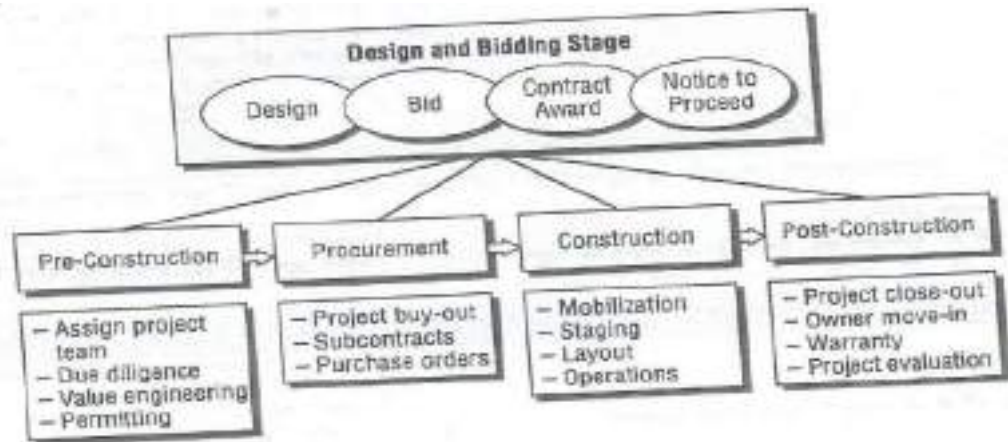 Design and Bidding Stage
Design
Bid
Contract
Award
Notice to
Proceed
Pre-Construction
Procurement
Construction
Post-Construction
– Assign project
team
– Due diligence
– Value engineering
– Permitting
– Project buy-out
– Subcontracts
– Purchase orders
– Mobilization
– Staging
– Layout
– Operations
– Project close-out
– Owner move-in
– Warranty
– Project evaluation